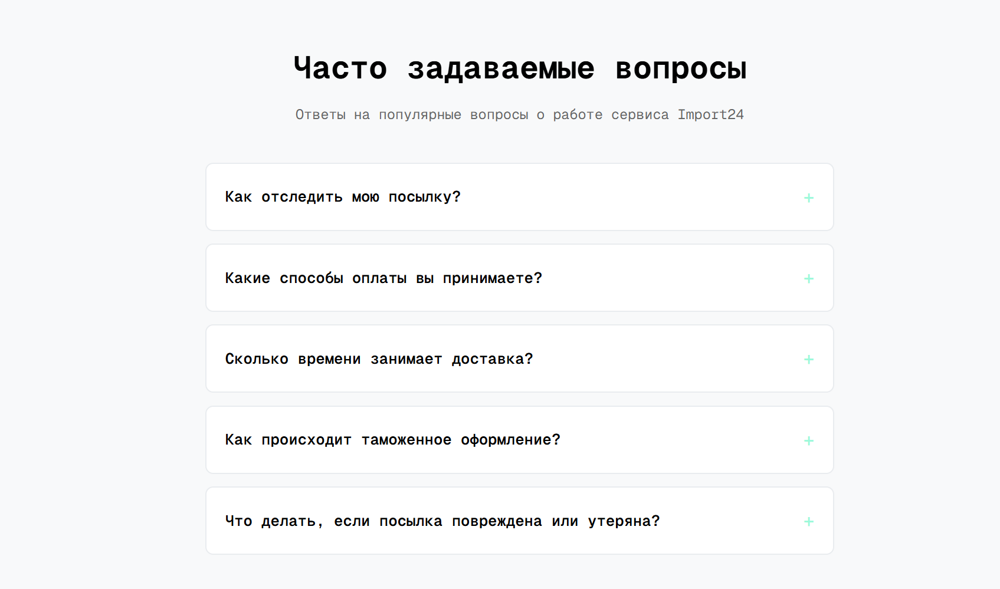 Часто задаваемые вопросы
Ответы на популярные вопросы о работе сервиса Import24
Как отследить мою посылку?
+
Какие способы оплаты вы принимаете?
+
Сколько времени занимает доставка?
+
Как происходит таможенное оформление?
+
Что делать, если посылка повреждена или утеряна?
+